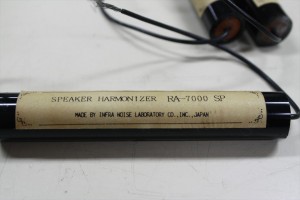 SPEAKER HARMONIZER RA-7000 SP
MADE BY INFRA NOISE LABORATORY CO.,INC.,JAPAN